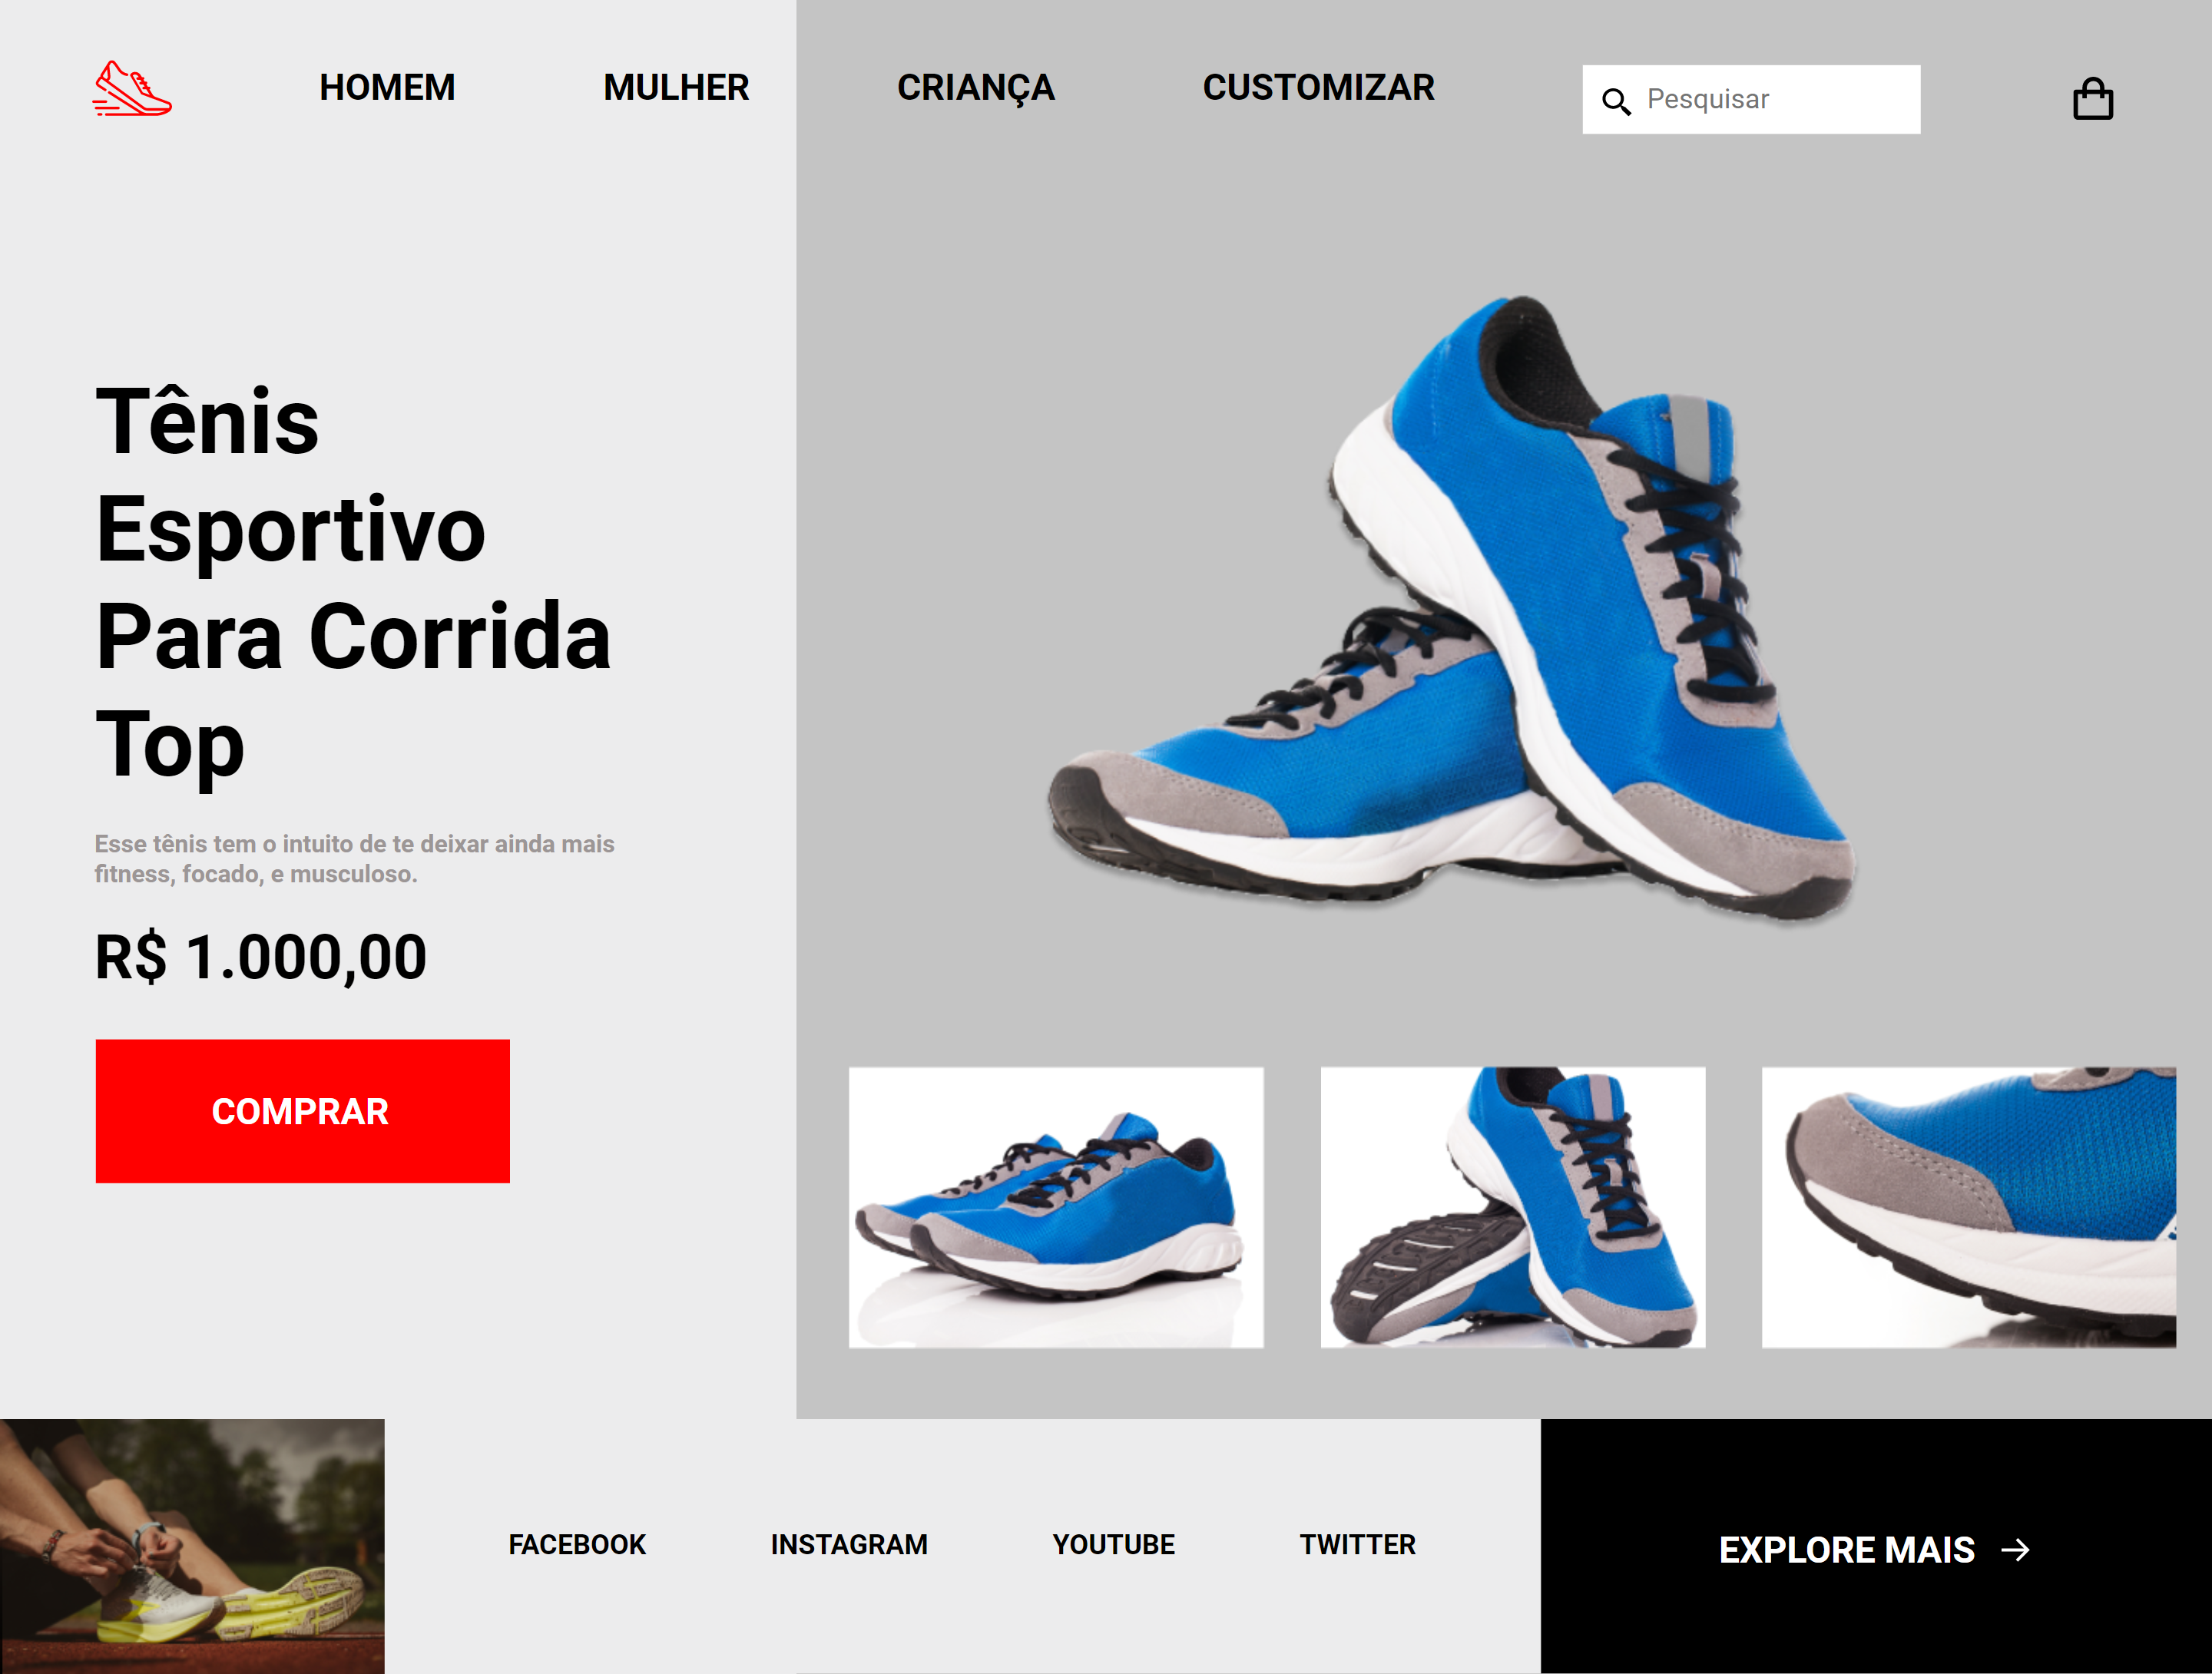 HOMEM
MULHER
CRIANÇA
CUSTOMIZAR
Pesquisar
Tênis
Esportivo
Para Corrida
Top
Esse tênis tem o intuito de te deixar ainda mais
fitness, focado, e musculoso.
R$ 1.000,00
COMPRAR
FACEBOOK
INSTAGRAM
YOUTUBE
TWITTER
EXPLORE MAIS